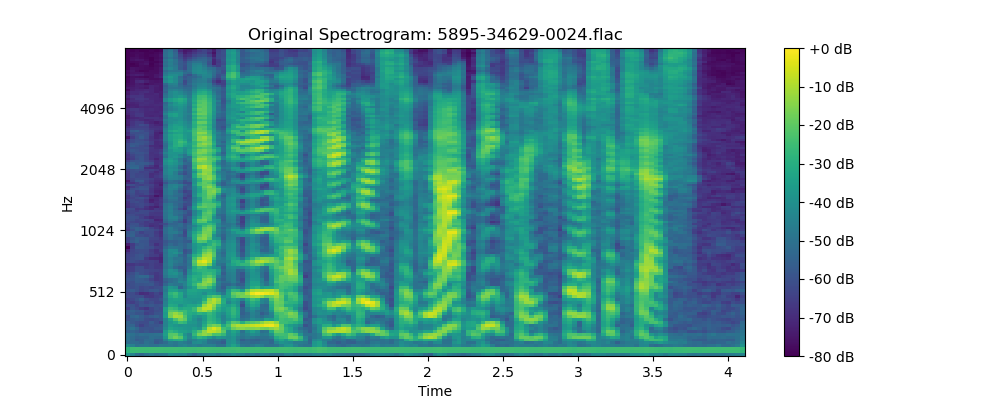 Original Spectrogram: 5895-34629-0024.flac
Hz
4096
2048
1024
512
0
0 0.5 1 1.5 2 2.5 3 3.5 4
Time
+0 dB
-10 dB
-20 dB
-30 dB
-40 dB
-50 dB
-60 dB
-70 dB
-80 dB